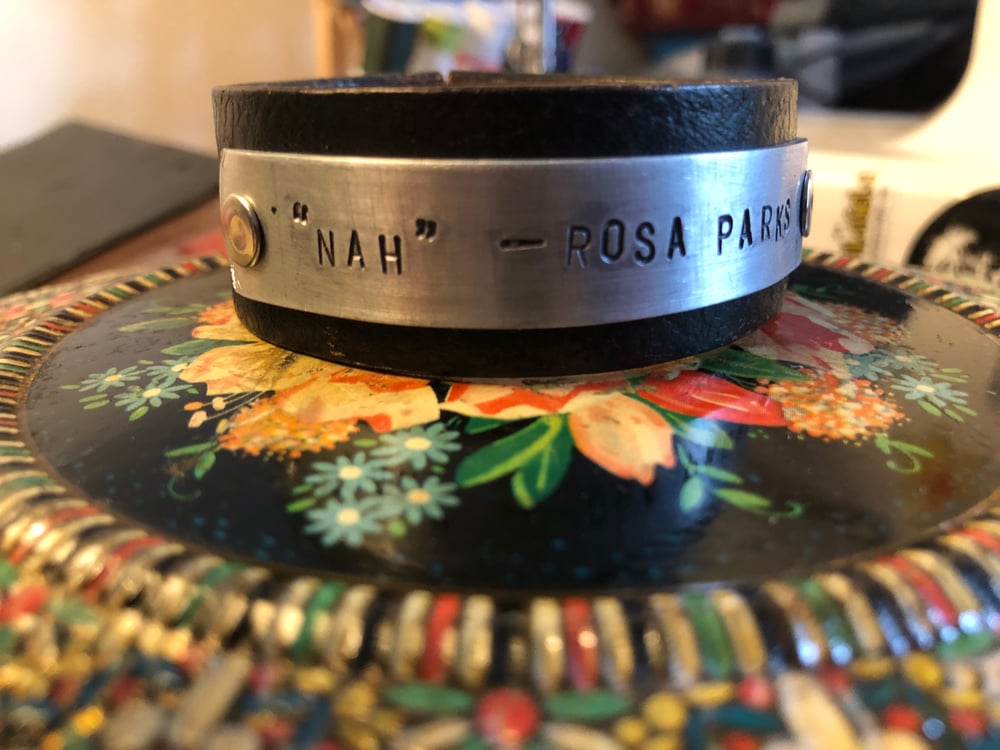 “NAH” — ROSA PARKS